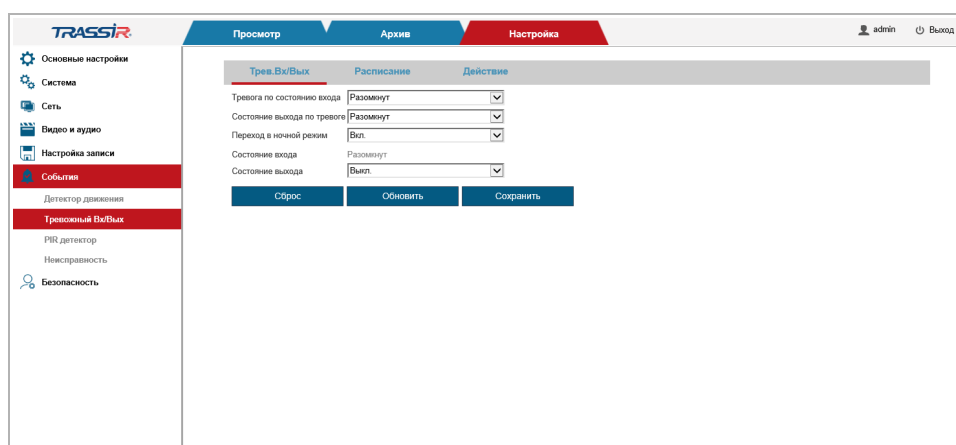 TRASSIR
Просмотр Архив Настройка admin Выход
Основные настройки
Система
Сеть
Видео и аудио
Настройка записи
События
Детектор движения
Тревожный Вх/Вых
PIR детектор
Неисправность
Безопасность
Трев.Вх/Вых Расписание Действие
Тревога по состоянию входа Разомкнут
Состояние выхода по тревоге Разомкнут
Переход в ночной режим Вкл.
Состояние входа Разомкнут
Состояние выхода Выкл.
Сброс Обновить Сохранить